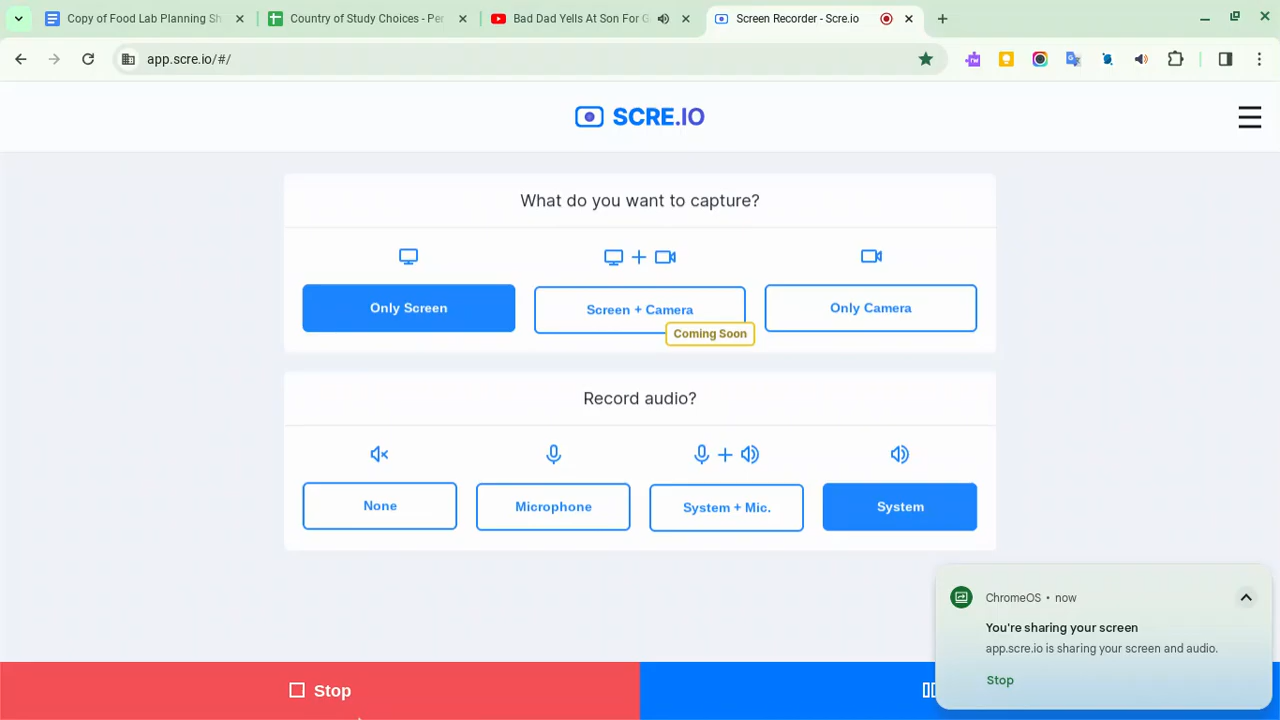 Copy of Food Lab Planning Sh
Country of Study Choices - Per
Bad Dad Yells At Son For G
Screen Recorder - Scre.io
app.scre.io/#/
SCRE.IO
What do you want to capture?
Only Screen
Screen + Camera
Only Camera
Coming Soon
Record audio?
None
Microphone
System + Mic.
System
ChromeOS • now
You're sharing your screen
app.scre.io is sharing your screen and audio.
Stop
Stop